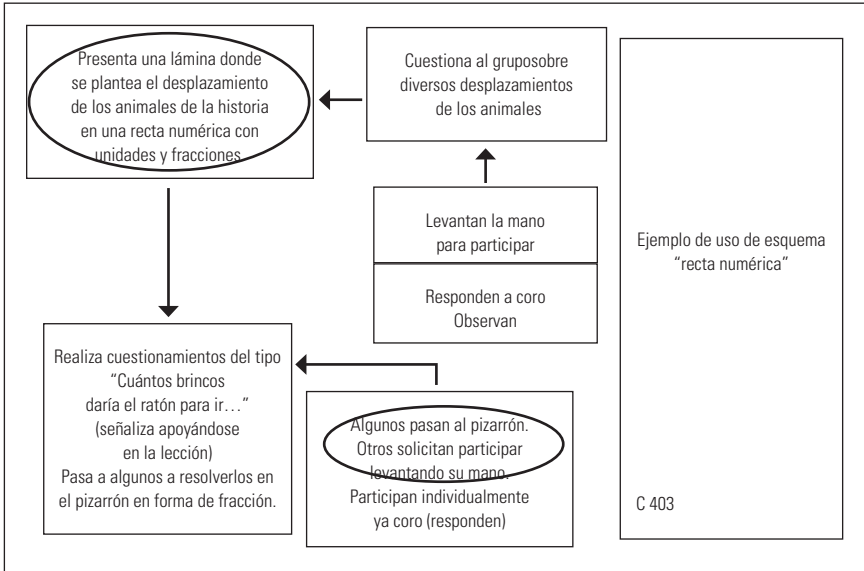 Presenta una lámina donde
se plantea el desplazamiento
de los animales de la historia
en una recta numérica con
unidades y fracciones
Cuestiona al gruposobre
diversos desplazamientos
de los animales
Levantan la mano
para participar
Responden a coro
Observan
Realiza cuestionamientos del tipo
“Cuántos brincos
daría el ratón para ir…”
(señaliza apoyándose
en la lección)
Pasa a algunos a resolverlos en
el pizarrón en forma de fracción.
Algunos pasan al pizarrón.
Otros solicitan participar
levantando su mano.
Participan individualmente
ya coro (responden)
Ejemplo de uso de esquema
“recta numérica”
C 403